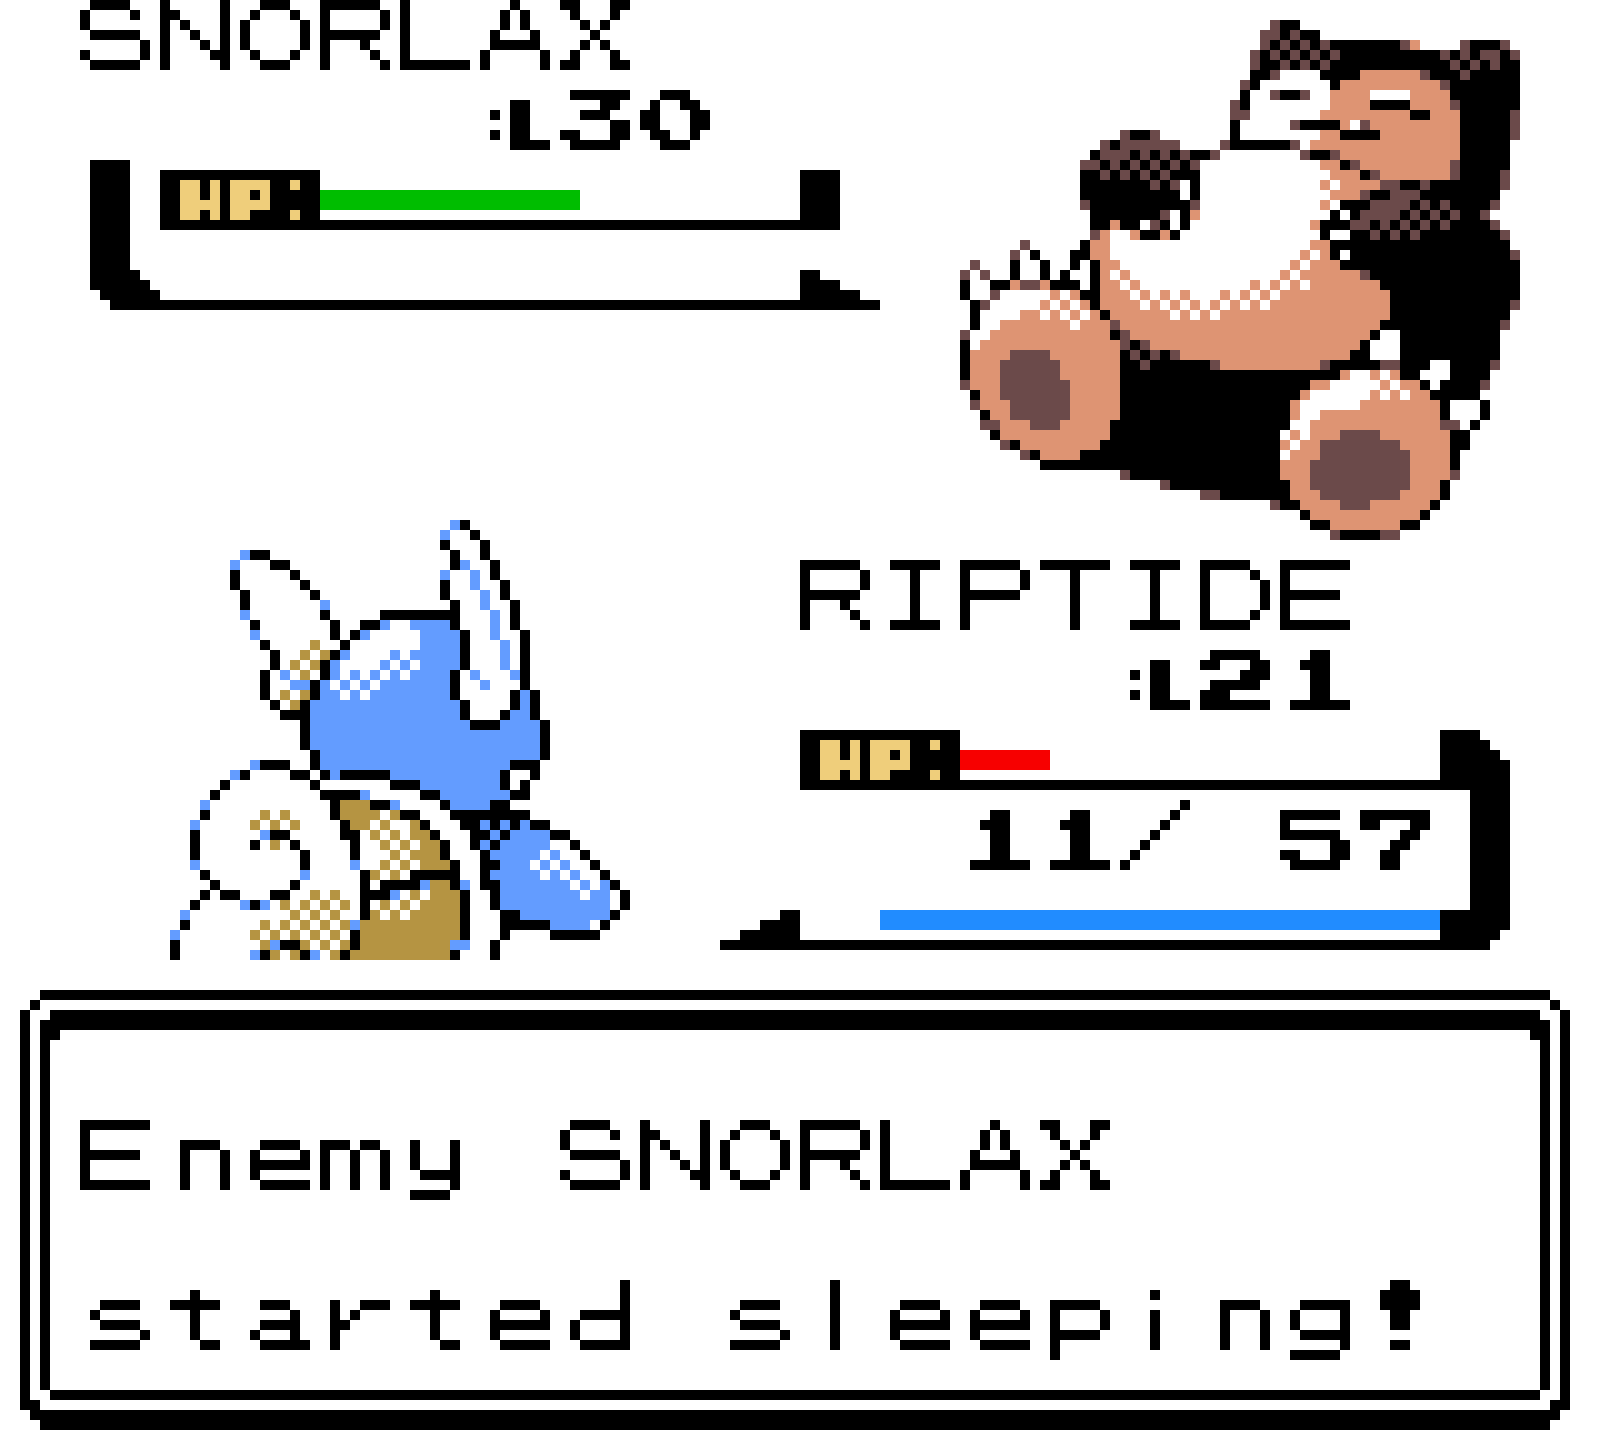 SNORLAX
:L30
HP:
RIPTIDE
:L21
HP:
11/ 57
Enemy SNORLAX
started sleeping!